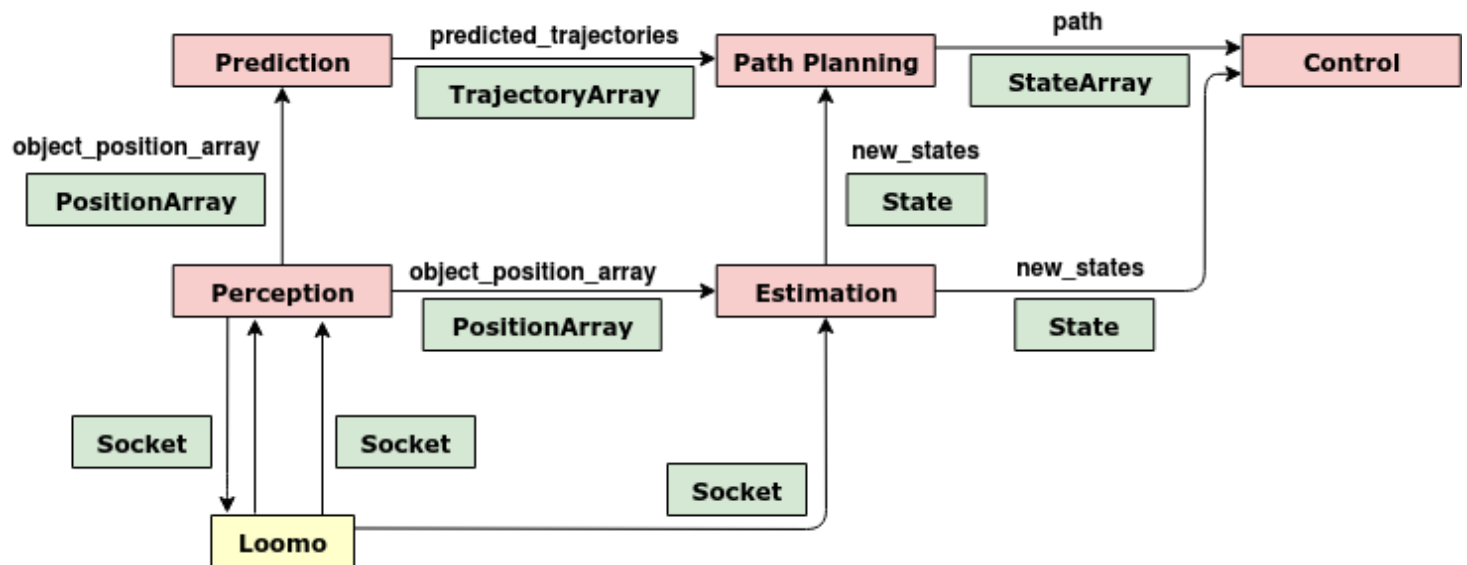 predicted_trajectories
path
Prediction
Path Planning
Control
TrajectoryArray
StateArray
object_position_array
new_states
PositionArray
State
Perception
object_position_array
Estimation
new_states
PositionArray
State
Socket
Socket
Socket
Loomo